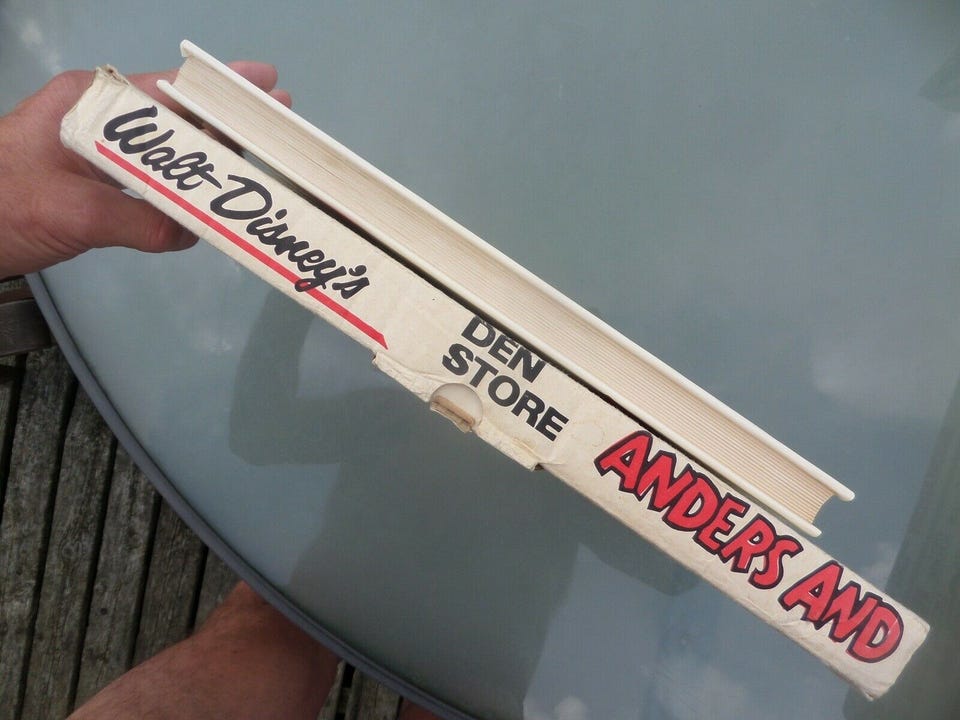 Walt Disney's
DEN
STORE
ANDERS AND